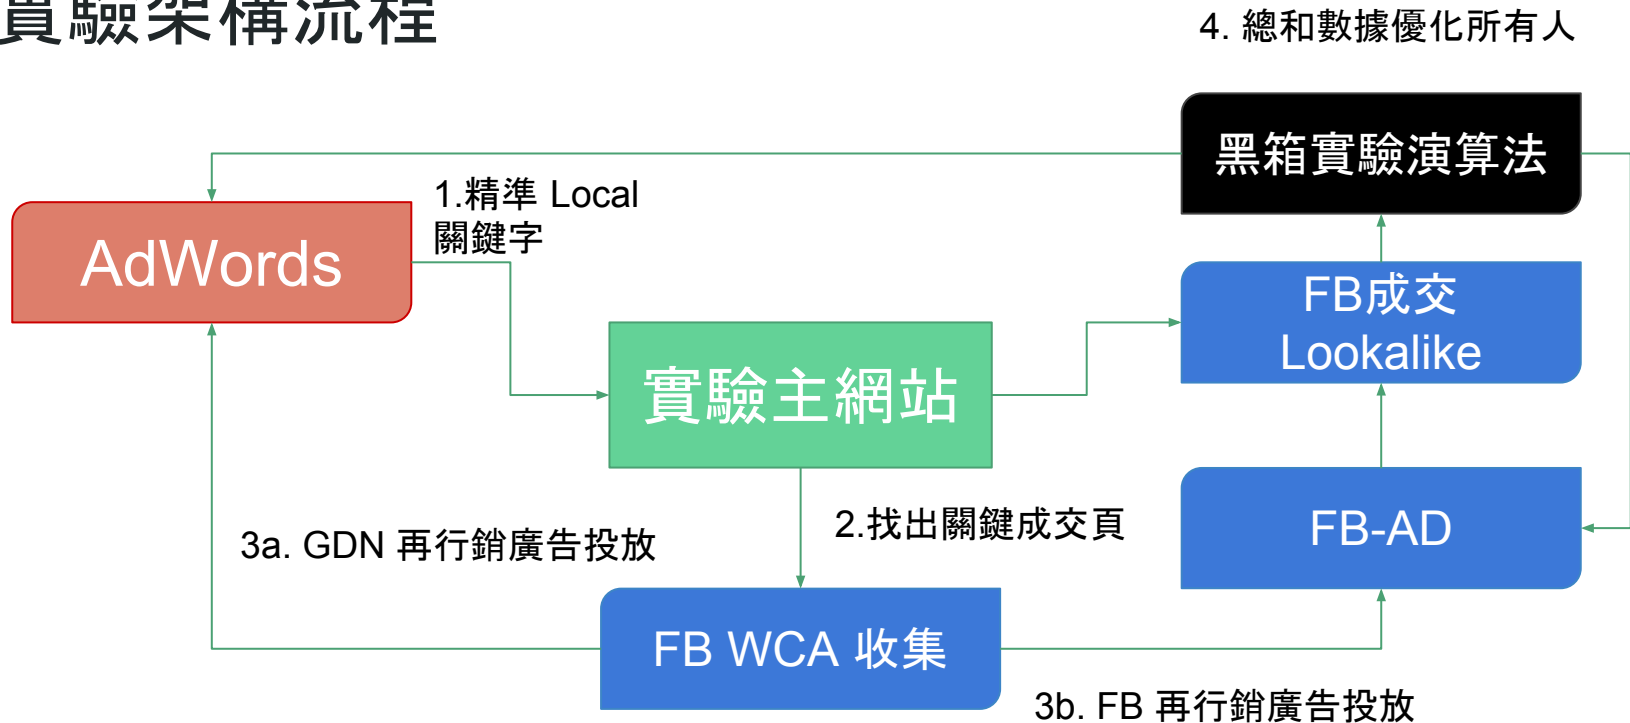 實驗架構流程
4. 總和數據優化所有人
黑箱實驗演算法
1.精準 Local
關鍵字
AdWords
FB成交
Lookalike
實驗主網站
2.找出關鍵成交頁
FB-AD
3a. GDN 再行銷廣告投放
FB WCA 收集
3b. FB 再行銷廣告投放